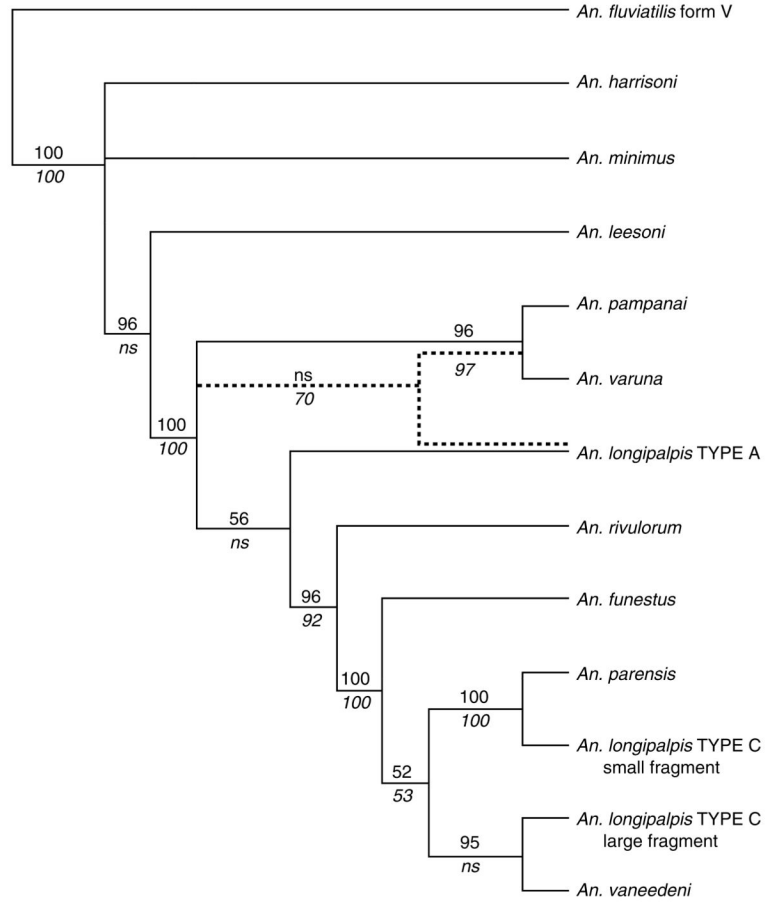 An. fluviatilis form V
An. harrisoni
100
An. minimus
100
An. leesoni
An. pampanai
96
96
ns
97
ns
An. varuna
70
100
100
An. longipalpis TYPE A
56
An. rivulorum
ns
96
An. funestus
92
An. parensis
100
100
100
100
An. longipalpis TYPE C
small fragment
52
53
An. longipalpis TYPE C
large fragment
95
ns
An. vaneedeni